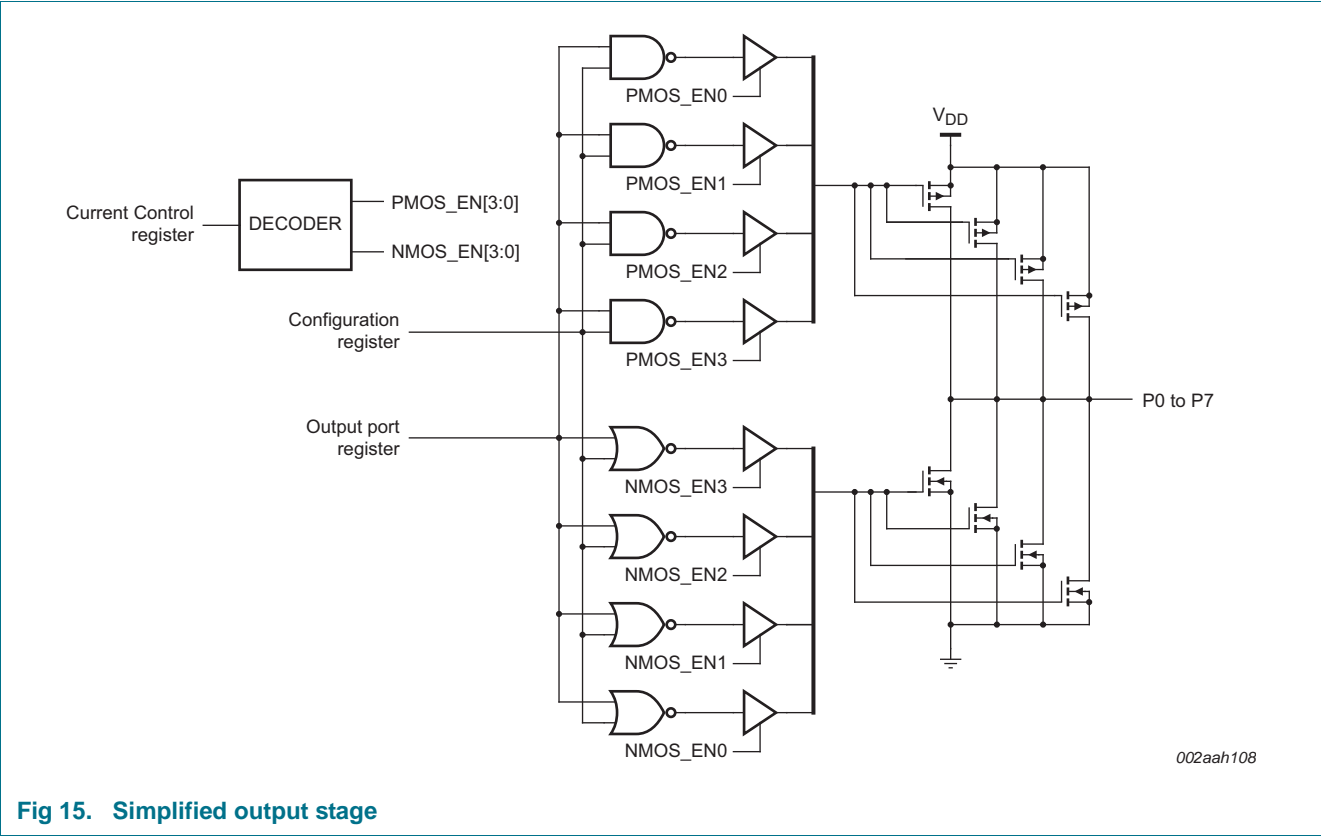 PMOS_EN0
V_DD
PMOS_EN1
Current Control
register
DECODER
PMOS_EN[3:0]
NMOS_EN[3:0]
PMOS_EN2
Configuration
register
PMOS_EN3
P0 to P7
Output port
register
NMOS_EN3
NMOS_EN2
NMOS_EN1
NMOS_EN0
002aah108
Fig 15. Simplified output stage